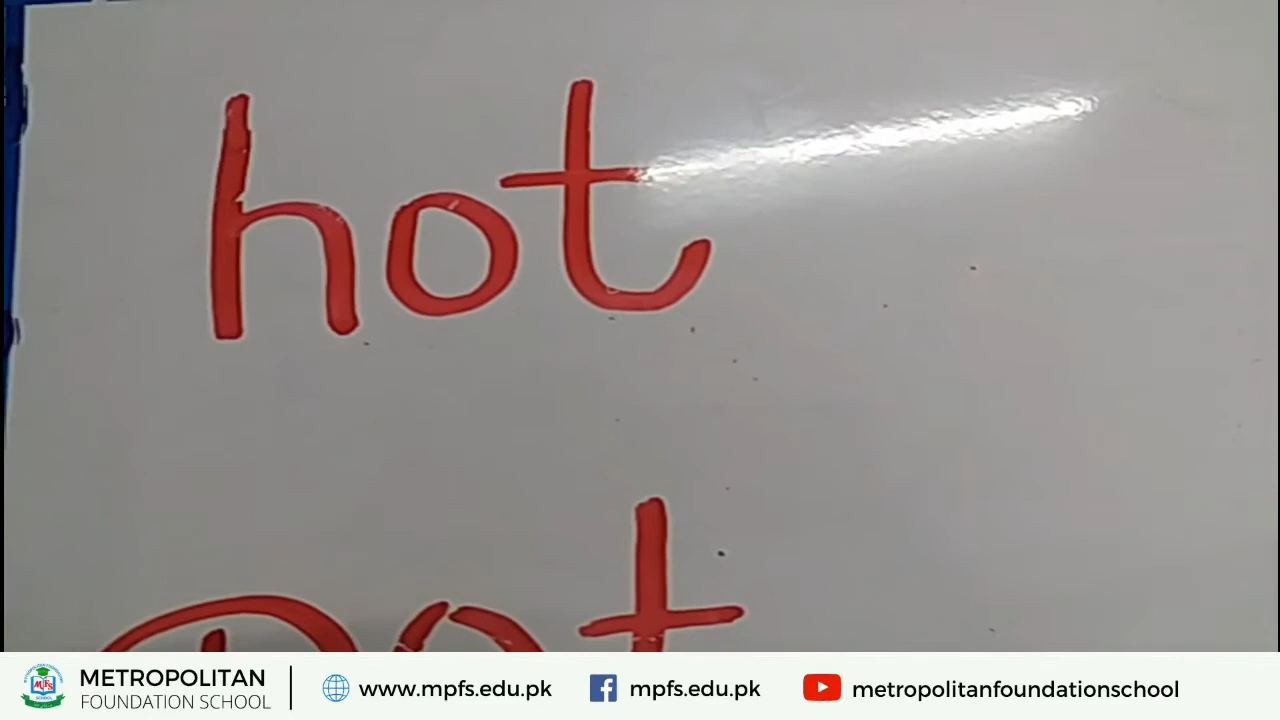 hot
METROPOLITAN
FOUNDATION SCHOOL
www.mpfs.edu.pk
mpfs.edu.pk
metropolitanfoundationschool